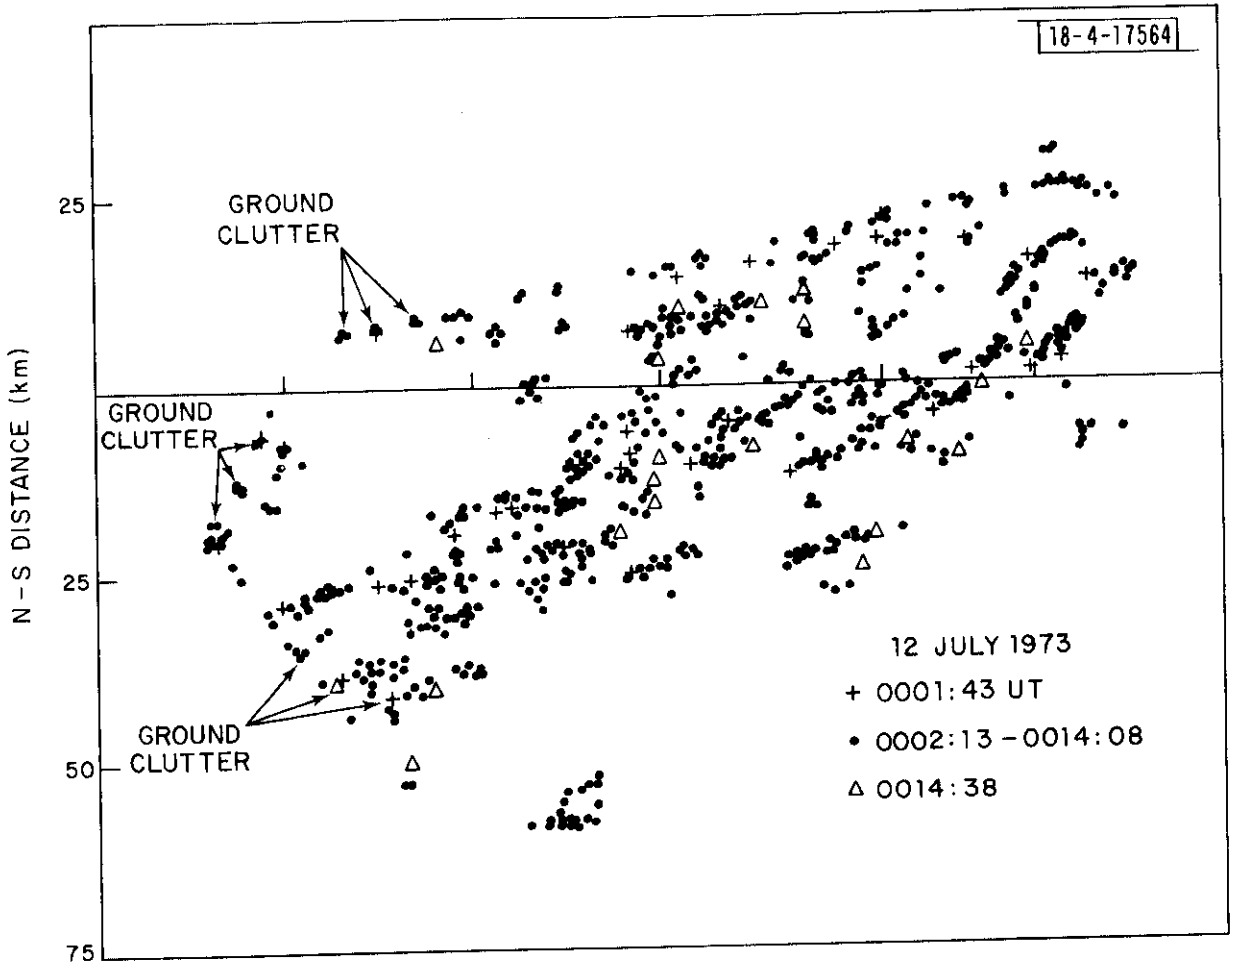 18-4-17564
GROUND
CLUTTER
25
N-S DISTANCE (km)
GROUND
CLUTTER
25
12 JULY 1973
+ 0001:43 UT
• 0002:13-0014:08
△ 0014:38
GROUND
CLUTTER
50
75